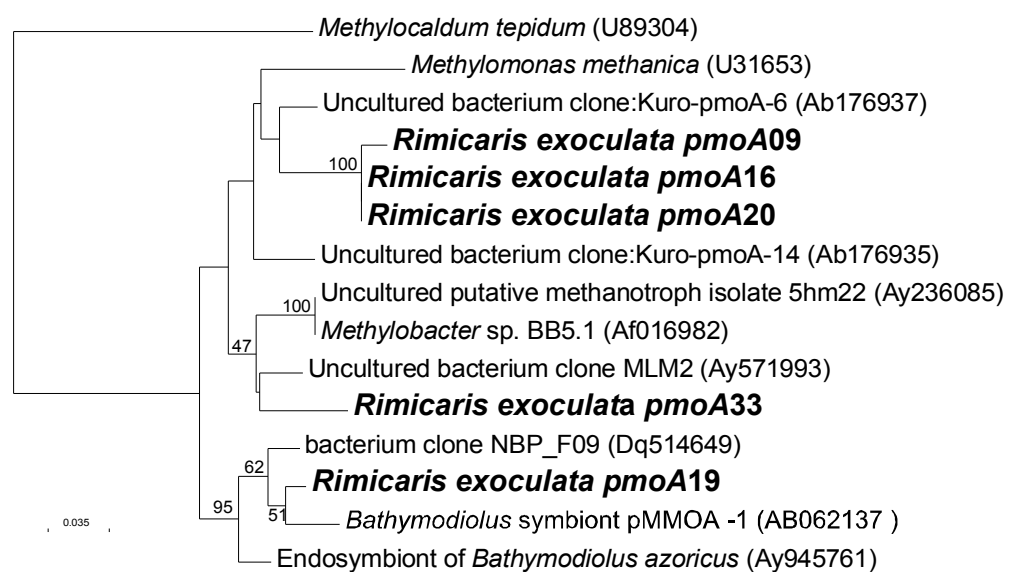 Methylocaldum tepidum (U89304)
Methylomonas methanica (U31653)
Uncultured bacterium clone:Kuro-pmoA-6 (Ab176937)
Rimicaris exoculata pmoA09
100
Rimicaris exoculata pmoA16
Rimicaris exoculata pmoA20
Uncultured bacterium clone:Kuro-pmoA-14 (Ab176935)
Uncultured putative methanotroph isolate 5hm22 (Ay236085)
100
Methylobacter sp. BB5.1 (Af016982)
47
Uncultured bacterium clone MLM2 (Ay571993)
Rimicaris exoculata pmoA33
bacterium clone NBP_F09 (Dq514649)
62
Rimicaris exoculata pmoA19
95
51
Bathymodiolus symbiont pMMOA -1 (AB062137 )
0.035
Endosymbiont of Bathymodiolus azoricus (Ay945761)